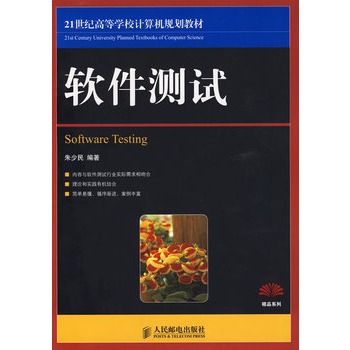 21世纪高等学校计算机规划教材
21st Century University Planned Textbooks of Computer Science
软件测试
Software Testing
朱少民 编著
■ 内容与软件测试行业实际需求相吻合
■ 理论和实践有机结合
■ 简单易懂、循序渐进、案例丰富
人民邮电出版社
POSTS & TELECOM PRESS
精品系列